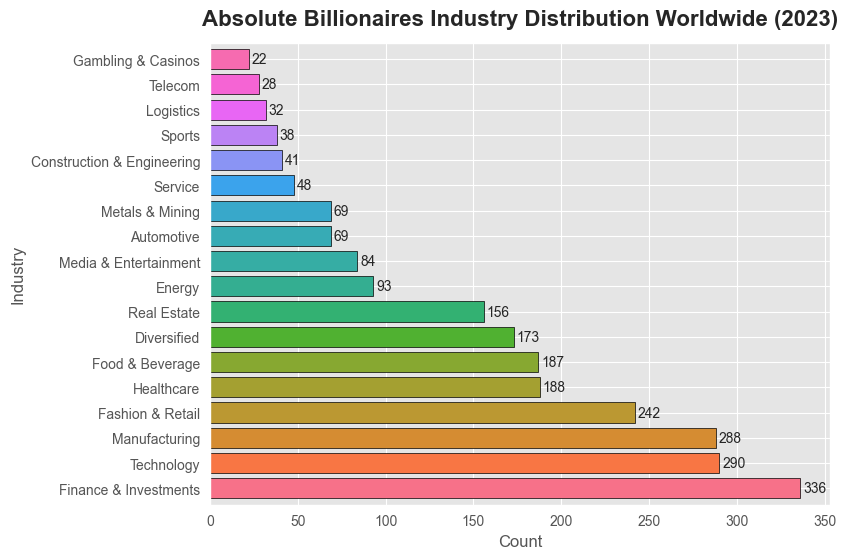 Absolute Billionaires Industry Distribution Worldwide (2023)
Gambling & Casinos 22
Telecom 28
Logistics 32
Sports 38
Construction & Engineering 41
Service 48
Metals & Mining 69
Automotive 69
Media & Entertainment 84
Energy 93
Real Estate 156
Diversified 173
Food & Beverage 187
Healthcare 188
Fashion & Retail 242
Manufacturing 288
Technology 290
Finance & Investments 336
Industry
0 50 100 150 200 250 300 350
Count